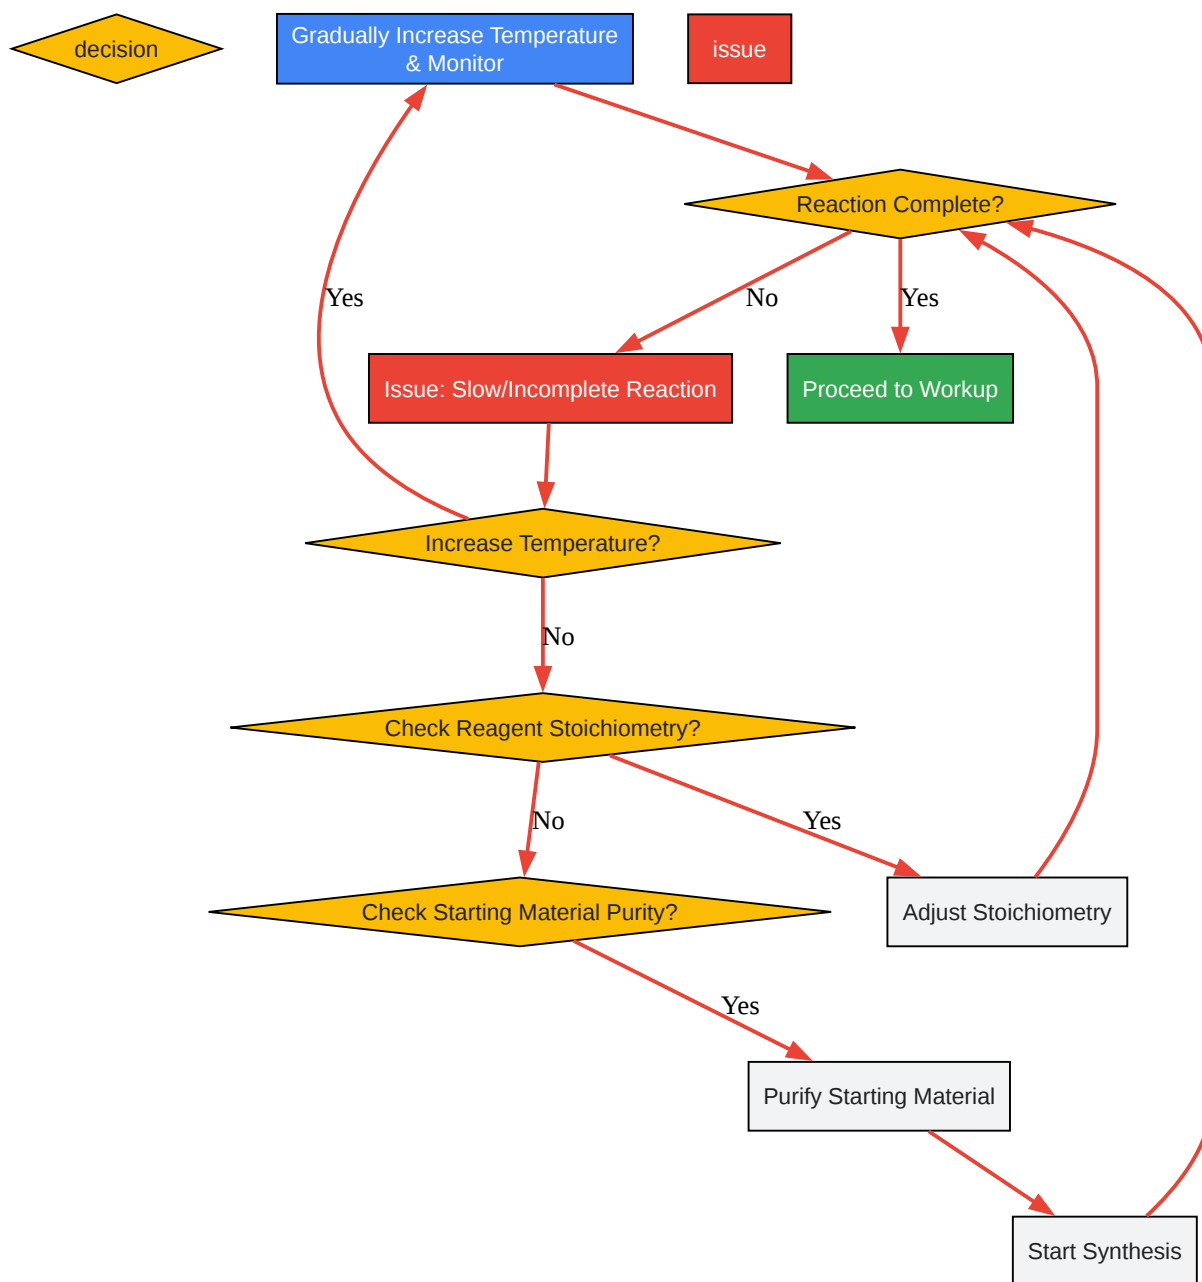 decision
Gradually Increase Temperature
& Monitor
issue
Reaction Complete?
Yes
No
Yes
Issue: Slow/Incomplete Reaction
Proceed to Workup
Increase Temperature?
No
Check Reagent Stoichiometry?
No
Yes
Check Starting Material Purity?
Adjust Stoichiometry
Yes
Purify Starting Material
Start Synthesis